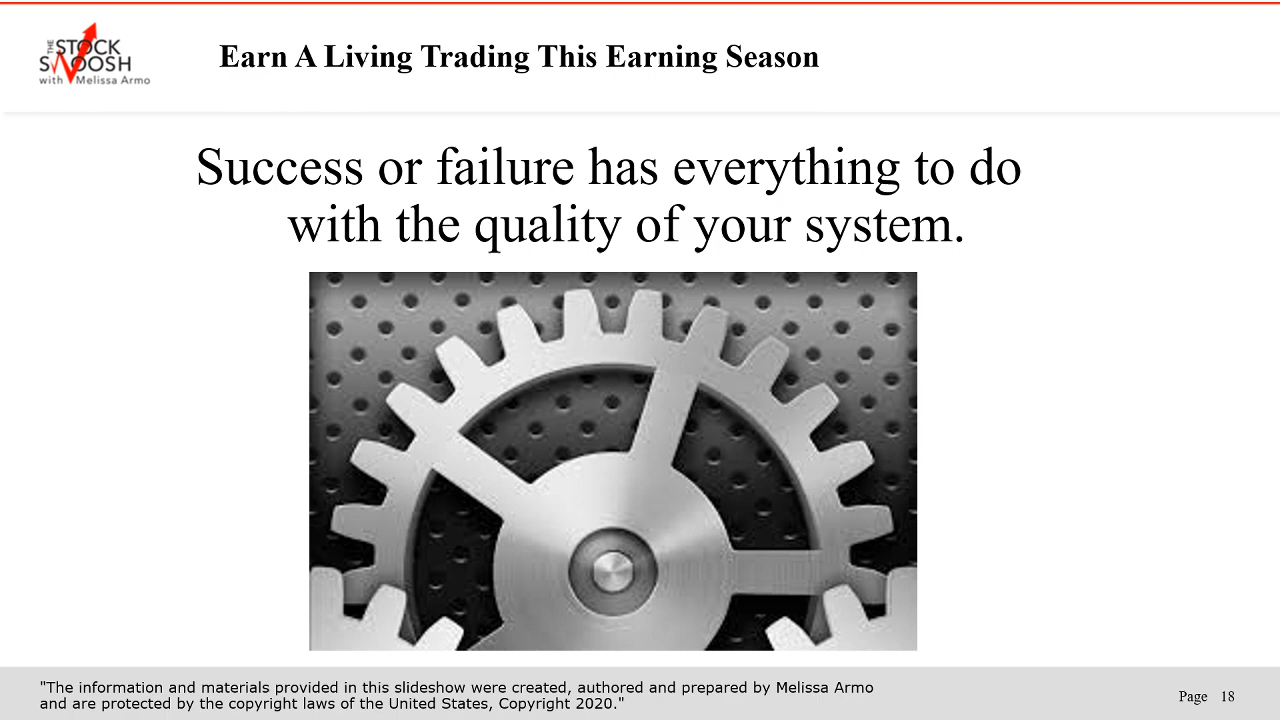 THE
STOCK
SWOOSH
with Melissa Armo
Earn A Living Trading This Earning Season
Success or failure has everything to do
with the quality of your system.
"The information and materials provided in this slideshow were created, authored and prepared by Melissa Armo
and are protected by the copyright laws of the United States, Copyright 2020."
Page 18